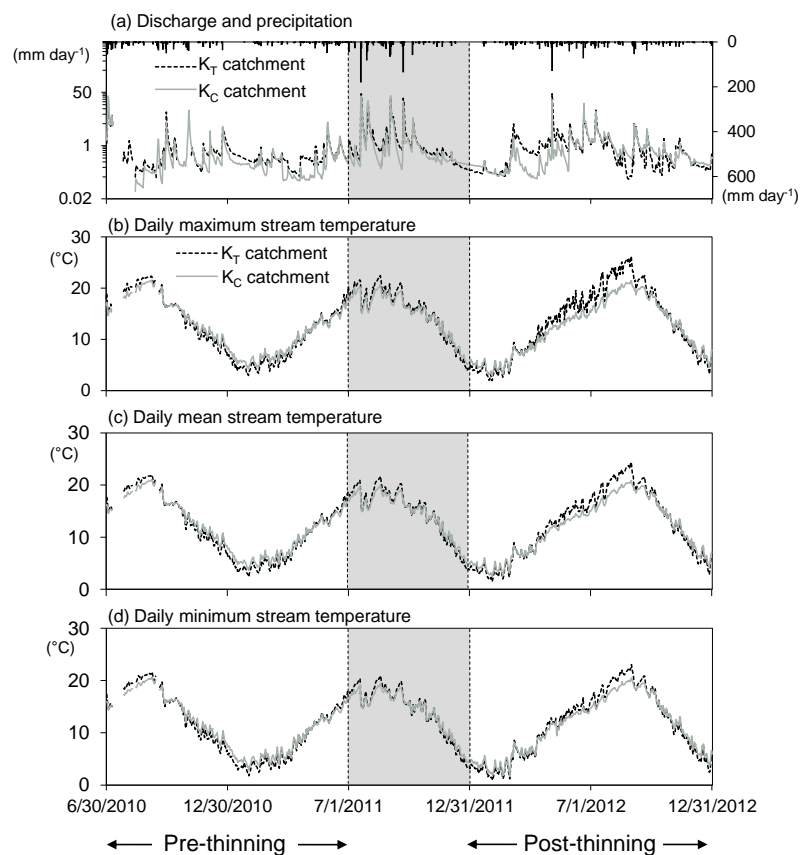 (a) Discharge and precipitation
(mm day-1)
50
1
0.02
KT catchment
KC catchment
0
200
400
600
(mm day-1)
(b) Daily maximum stream temperature
(°C)
30
20
10
0
KT catchment
KC catchment
(c) Daily mean stream temperature
(°C)
30
20
10
0
(d) Daily minimum stream temperature
(°C)
30
20
10
0
6/30/2010 12/30/2010 7/1/2011 12/31/2011 7/1/2012 12/31/2012
Pre-thinning Post-thinning